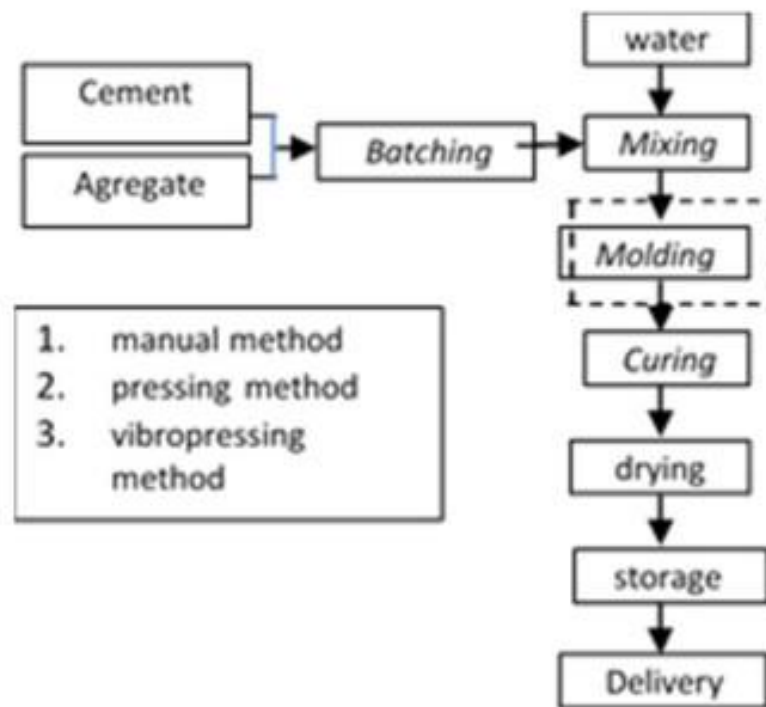 water
Cement
Agregate
Batching
Mixing
Molding
1. manual method
2. pressing method
3. vibropressing
method
Curing
drying
storage
Delivery